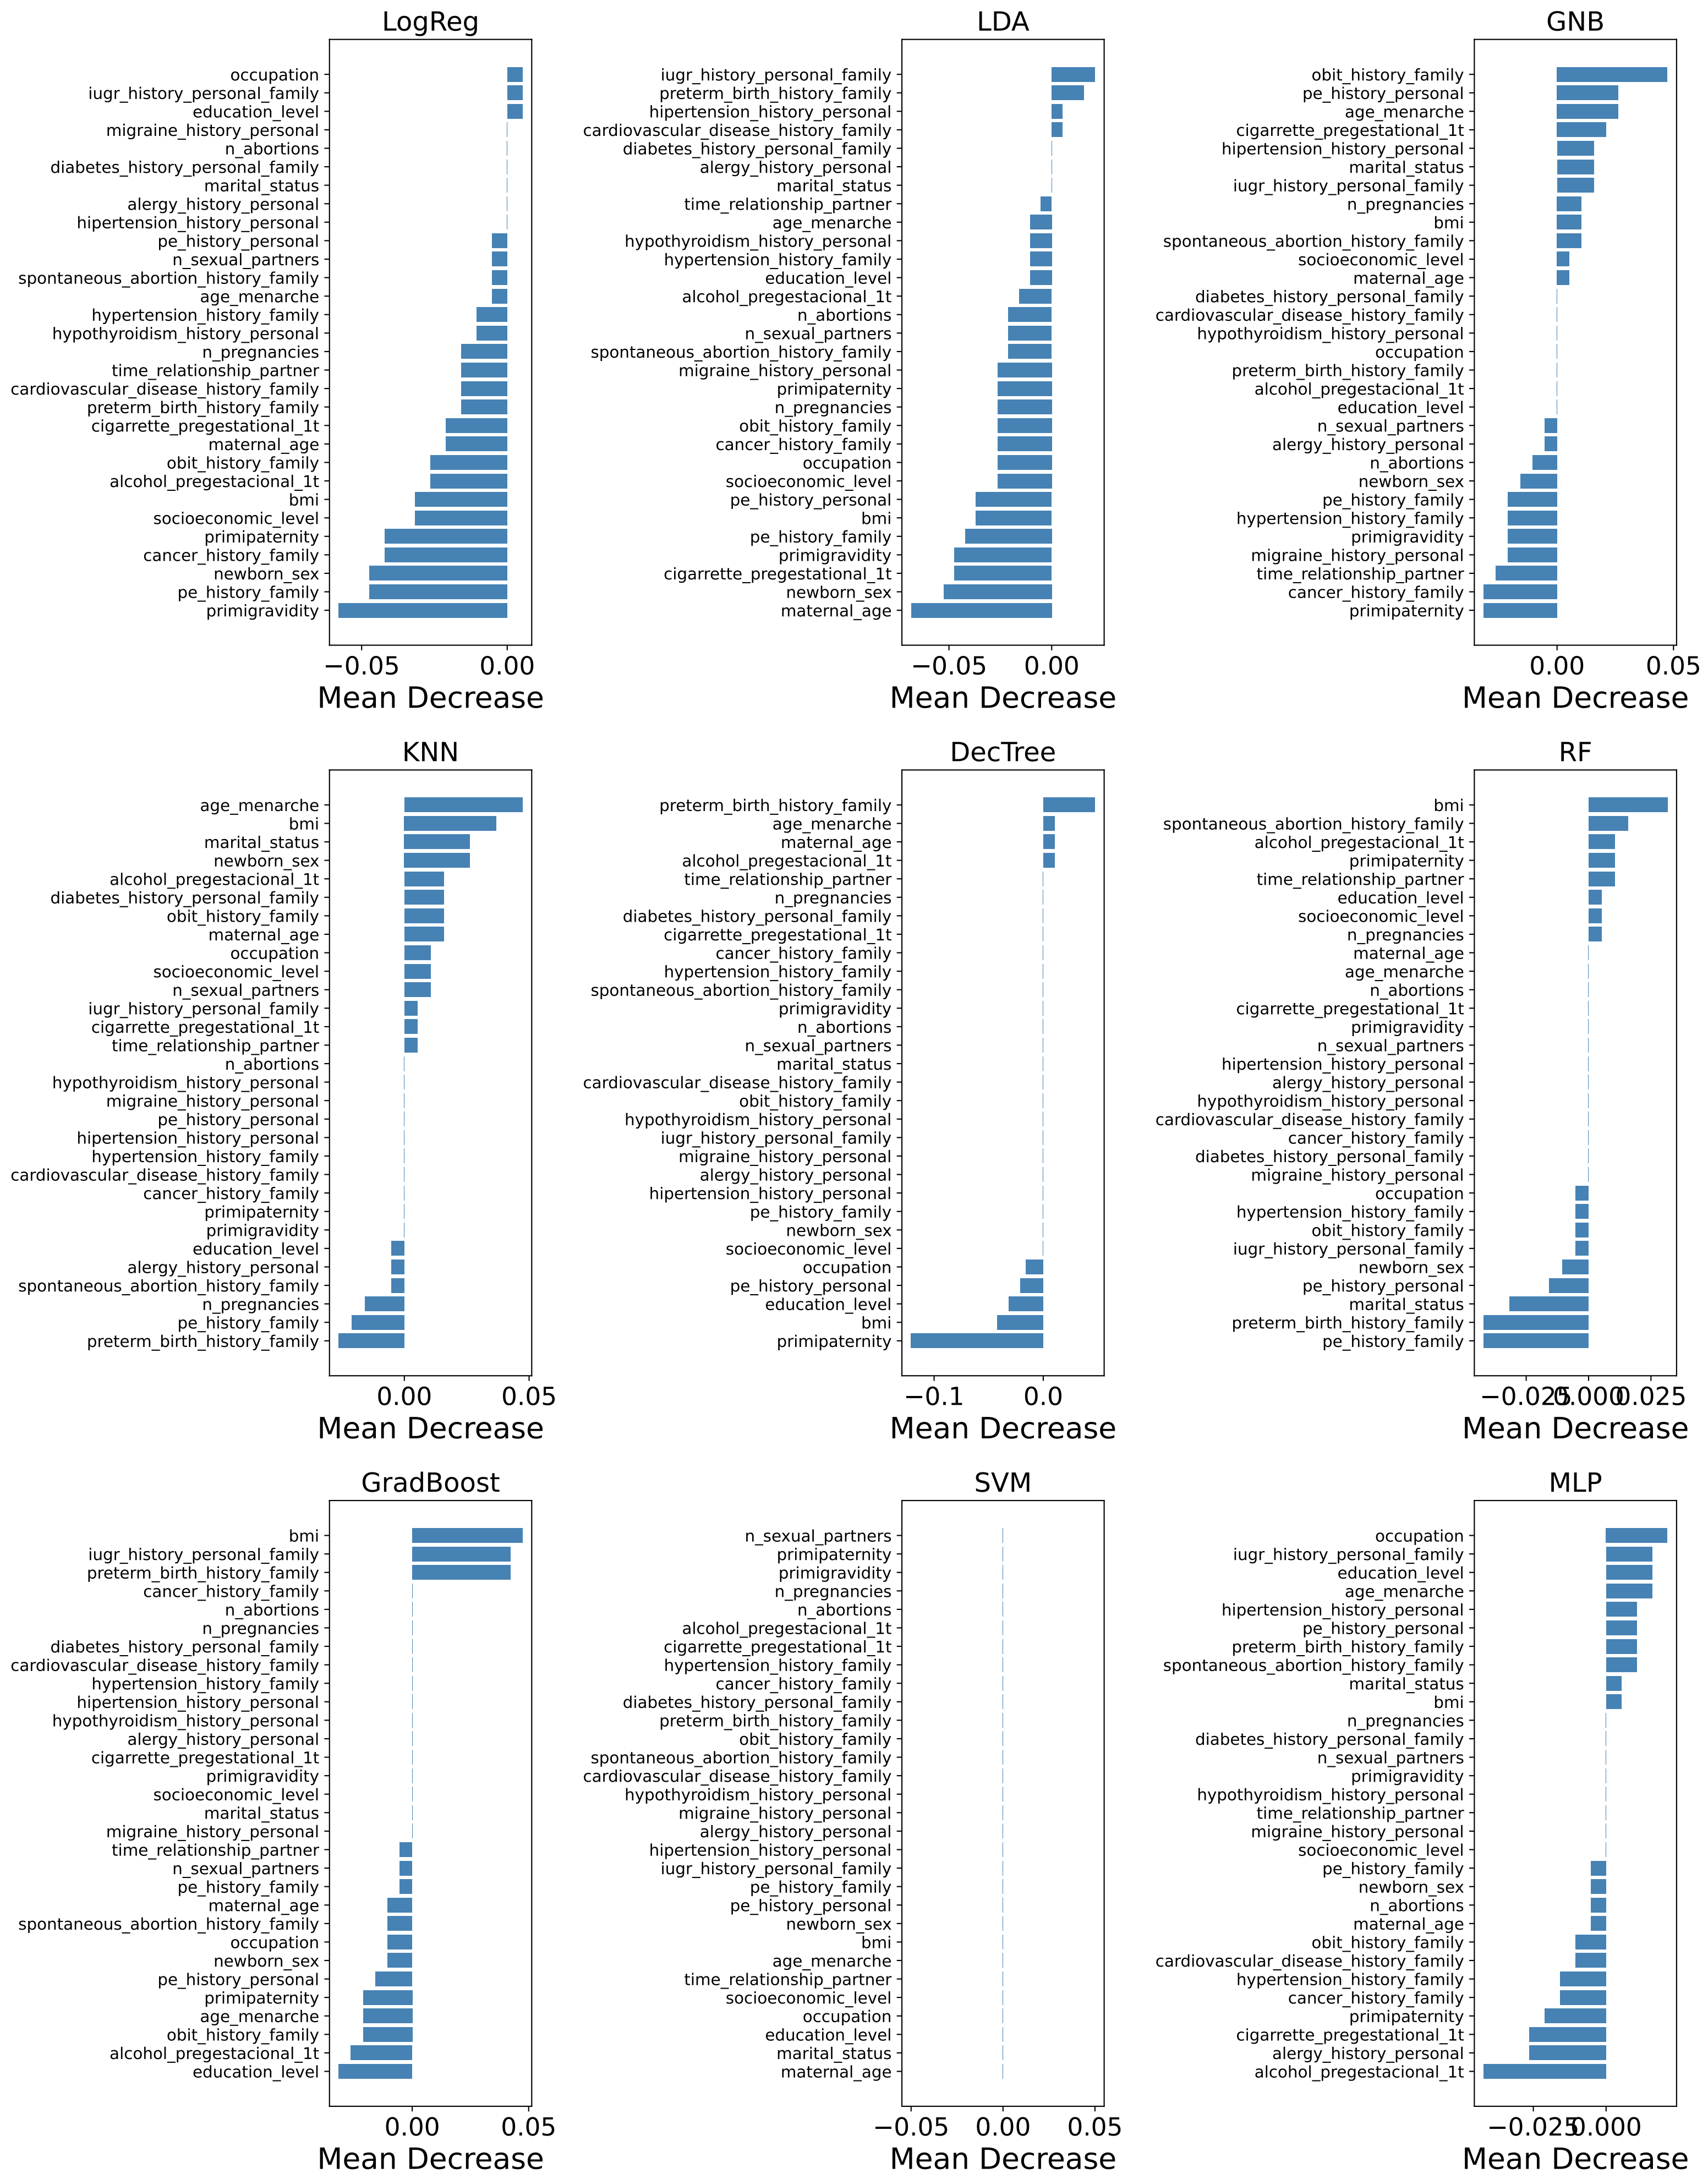 LogReg
occupation
iugr_history_personal_family
education_level
migraine_history_personal
n_abortions
diabetes_history_personal_family
marital_status
alergy_history_personal
hipertension_history_personal
pe_history_personal
n_sexual_partners
spontaneous_abortion_history_family
age_menarche
hypertension_history_family
hypothyroidism_history_personal
n_pregnancies
time_relationship_partner
cardiovascular_disease_history_family
preterm_birth_history_family
cigarrette_pregestational_1t
maternal_age
obit_history_family
alcohol_pregestacional_1t
bmi
socioeconomic_level
primipaternity
cancer_history_family
newborn_sex
pe_history_family
primigravidity
−0.05 0.00
Mean Decrease
LDA
iugr_history_personal_family
preterm_birth_history_family
hipertension_history_personal
cardiovascular_disease_history_family
diabetes_history_personal_family
alergy_history_personal
marital_status
time_relationship_partner
age_menarche
hypothyroidism_history_personal
hypertension_history_family
education_level
alcohol_pregestacional_1t
n_abortions
n_sexual_partners
spontaneous_abortion_history_family
migraine_history_personal
primipaternity
n_pregnancies
obit_history_family
cancer_history_family
occupation
socioeconomic_level
pe_history_personal
bmi
pe_history_family
primigravidity
cigarrette_pregestational_1t
newborn_sex
maternal_age
−0.05 0.00
Mean Decrease
GNB
obit_history_family
pe_history_personal
age_menarche
cigarrette_pregestational_1t
hipertension_history_personal
marital_status
iugr_history_personal_family
n_pregnancies
bmi
spontaneous_abortion_history_family
socioeconomic_level
maternal_age
diabetes_history_personal_family
cardiovascular_disease_history_family
hypothyroidism_history_personal
occupation
preterm_birth_history_family
alcohol_pregestacional_1t
education_level
n_sexual_partners
alergy_history_personal
n_abortions
newborn_sex
pe_history_family
hypertension_history_family
primigravidity
migraine_history_personal
time_relationship_partner
cancer_history_family
primipaternity
0.00 0.05
Mean Decrease
KNN
age_menarche
bmi
marital_status
newborn_sex
alcohol_pregestacional_1t
diabetes_history_personal_family
obit_history_family
maternal_age
occupation
socioeconomic_level
n_sexual_partners
iugr_history_personal_family
cigarrette_pregestational_1t
time_relationship_partner
n_abortions
hypothyroidism_history_personal
migraine_history_personal
pe_history_personal
hipertension_history_personal
hypertension_history_family
cardiovascular_disease_history_family
cancer_history_family
primipaternity
primigravidity
education_level
alergy_history_personal
spontaneous_abortion_history_family
n_pregnancies
pe_history_family
preterm_birth_history_family
0.00 0.05
Mean Decrease
DecTree
preterm_birth_history_family
age_menarche
maternal_age
alcohol_pregestacional_1t
time_relationship_partner
n_pregnancies
diabetes_history_personal_family
cigarrette_pregestational_1t
cancer_history_family
hypertension_history_family
spontaneous_abortion_history_family
primigravidity
n_abortions
n_sexual_partners
marital_status
cardiovascular_disease_history_family
obit_history_family
hypothyroidism_history_personal
iugr_history_personal_family
migraine_history_personal
alergy_history_personal
hipertension_history_personal
pe_history_family
newborn_sex
socioeconomic_level
occupation
pe_history_personal
education_level
bmi
primipaternity
−0.1 0.0
Mean Decrease
RF
bmi
spontaneous_abortion_history_family
alcohol_pregestacional_1t
primipaternity
time_relationship_partner
education_level
socioeconomic_level
n_pregnancies
maternal_age
age_menarche
n_abortions
cigarrette_pregestational_1t
primigravidity
n_sexual_partners
hipertension_history_personal
alergy_history_personal
hypothyroidism_history_personal
cardiovascular_disease_history_family
cancer_history_family
diabetes_history_personal_family
migraine_history_personal
occupation
hypertension_history_family
obit_history_family
iugr_history_personal_family
newborn_sex
pe_history_personal
marital_status
preterm_birth_history_family
pe_history_family
−0.025 0.000 0.025
Mean Decrease
GradBoost
bmi
iugr_history_personal_family
preterm_birth_history_family
cancer_history_family
n_abortions
n_pregnancies
diabetes_history_personal_family
cardiovascular_disease_history_family
hypertension_history_family
hipertension_history_personal
hypothyroidism_history_personal
alergy_history_personal
cigarrette_pregestational_1t
primigravidity
socioeconomic_level
marital_status
migraine_history_personal
time_relationship_partner
n_sexual_partners
pe_history_family
maternal_age
spontaneous_abortion_history_family
occupation
newborn_sex
pe_history_personal
primipaternity
age_menarche
obit_history_family
alcohol_pregestacional_1t
education_level
0.00 0.05
Mean Decrease
SVM
n_sexual_partners
primipaternity
primigravidity
n_pregnancies
n_abortions
alcohol_pregestacional_1t
cigarrette_pregestational_1t
hypertension_history_family
cancer_history_family
diabetes_history_personal_family
preterm_birth_history_family
obit_history_family
spontaneous_abortion_history_family
cardiovascular_disease_history_family
hypothyroidism_history_personal
migraine_history_personal
alergy_history_personal
hipertension_history_personal
iugr_history_personal_family
pe_history_family
pe_history_personal
newborn_sex
bmi
age_menarche
time_relationship_partner
socioeconomic_level
occupation
education_level
marital_status
maternal_age
−0.05 0.00 0.05
Mean Decrease
MLP
occupation
iugr_history_personal_family
education_level
age_menarche
hipertension_history_personal
pe_history_personal
preterm_birth_history_family
spontaneous_abortion_history_family
marital_status
bmi
n_pregnancies
diabetes_history_personal_family
n_sexual_partners
primigravidity
hypothyroidism_history_personal
time_relationship_partner
migraine_history_personal
socioeconomic_level
pe_history_family
newborn_sex
n_abortions
maternal_age
obit_history_family
cardiovascular_disease_history_family
hypertension_history_family
cancer_history_family
primipaternity
cigarrette_pregestational_1t
alergy_history_personal
alcohol_pregestacional_1t
−0.025 0.000
Mean Decrease